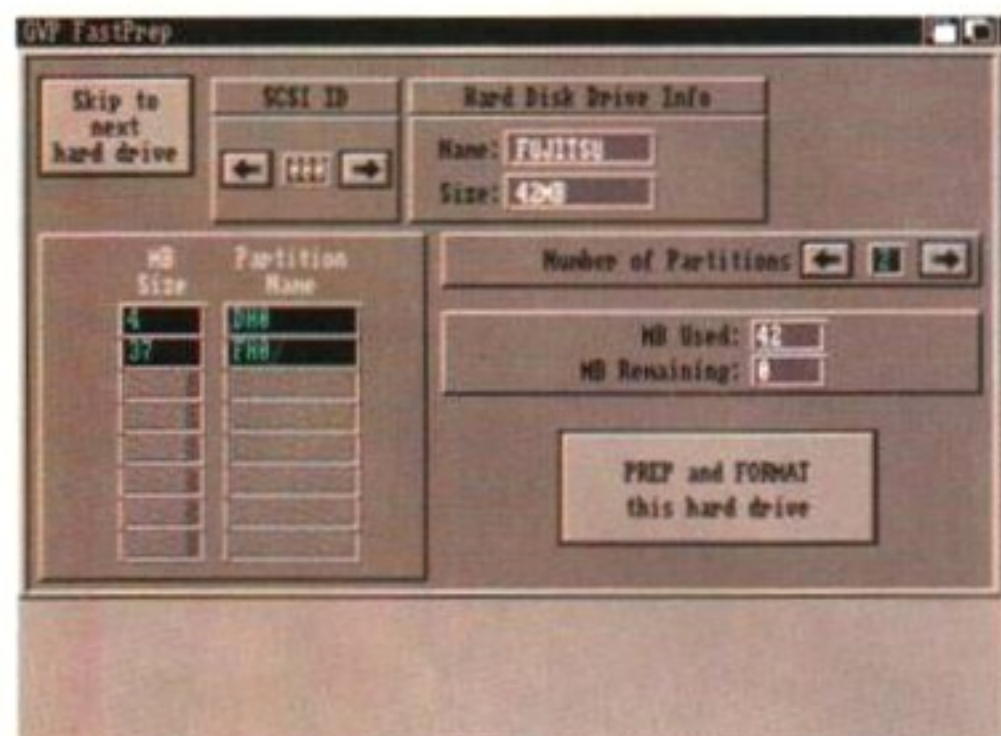 GVP FastPrep
Skip to
next
hard drive
SCSI ID
Hard Disk Drive Info
Name: FUJITSU
Size: 42MB
MB
Size
Partition
Name
4 DH0
37 FH0
Number of Partitions 2
MB Used: 42
MB Remaining: 0
PREP and FORMAT
this hard drive